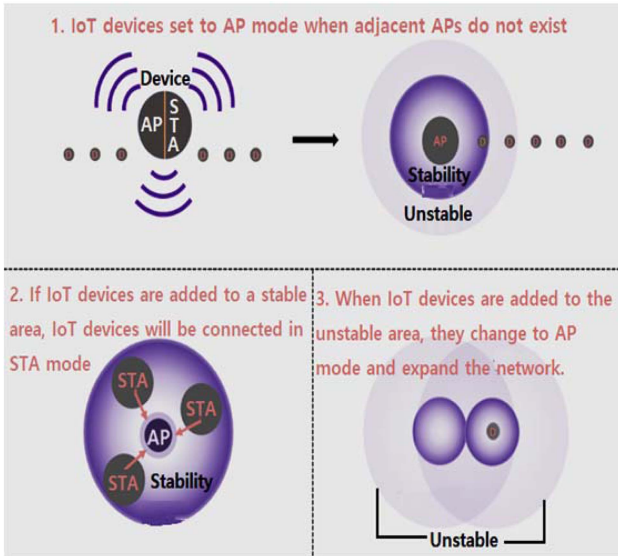 1. IoT devices set to AP mode when adjacent APs do not exist
Device
AP
STA
AP
Stability
Unstable
2. If IoT devices are added to a stable
area, IoT devices will be connected in
STA mode
STA
STA
AP
STA
Stability
3. When IoT devices are added to the
unstable area, they change to AP
mode and expand the network.
Unstable